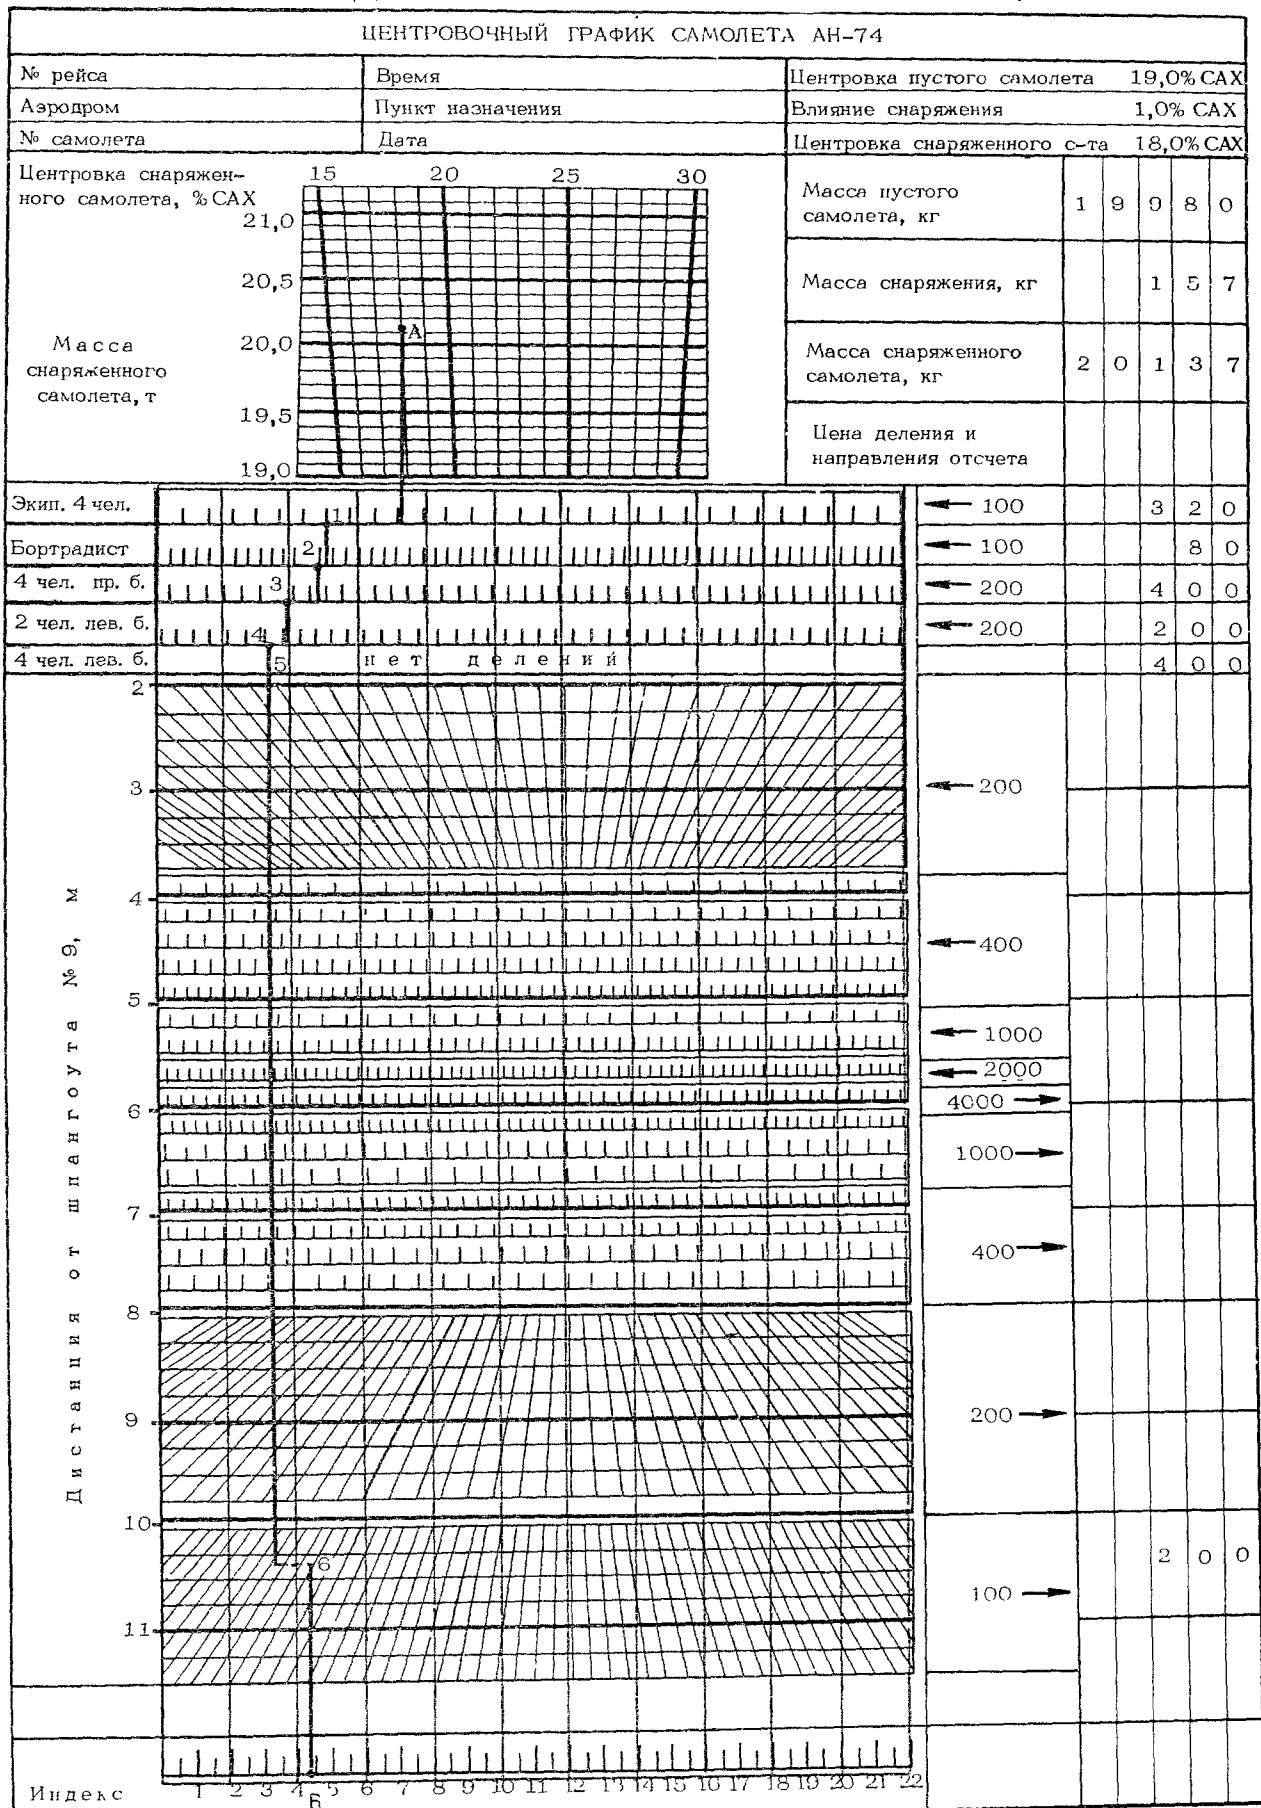 ЦЕНТРОВОЧНЫЙ ГРАФИК САМОЛЕТА АН-74
№ рейса Время Центровка пустого самолета 19,0% САХ
Аэродром Пункт назначения Влияние снаряжения 1,0% САХ
№ самолета Дата Центровка снаряженного с-та 18,0% САХ
Центровка снаряжен-
ного самолета, % САХ
15 20 25 30
21,0
20,5
20,0
19,5
19,0
А
Масса
снаряженного
самолета, т
Масса пустого
самолета, кг 1 9 9 8 0
Масса снаряжения, кг 1 5 7
Масса снаряженного
самолета, кг 2 0 1 3 7
Цена деления и
направления отсчета
Экип. 4 чел. 1 100 3 2 0
Бортрадист 2 100 8 0
4 чел. пр. б. 3 200 4 0 0
2 чел. лев. б. 4 200 2 0 0
4 чел. лев. б. 5 нет делений 4 0 0
Дистанция от шпангоута № 9, м
2
3 200
4
400
5
1000
2000
6 4000
1000
7
400
8
9 200
10
6 2 0 0
100
11
Индекс 1 2 3 4 5 6 7 8 9 10 11 12 13 14 15 16 17 18 19 20 21 22
Б